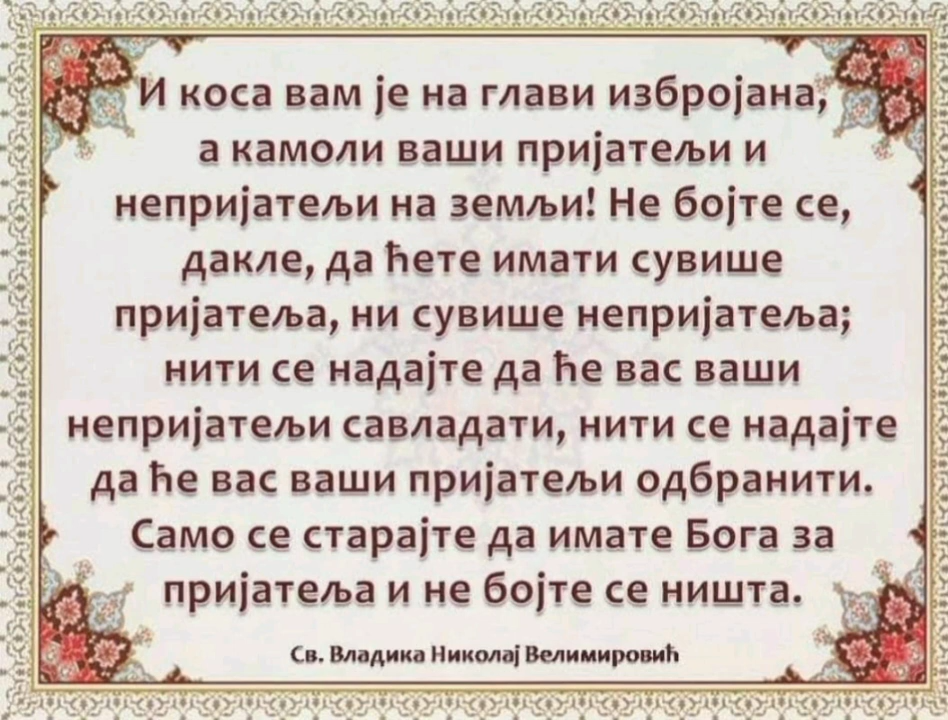 И коса вам је на глави избројана,
а камоли ваши пријатељи и
непријатељи на земљи! Не бојте се,
дакле, да ћете имати сувише
пријатеља, ни сувише непријатеља;
нити се надајте да ће вас ваши
непријатељи савладати, нити се надајте
да ће вас ваши пријатељи одбранити.
Само се старајте да имате Бога за
пријатеља и не бојте се ништа.
Св. Владика Николај Велимировић